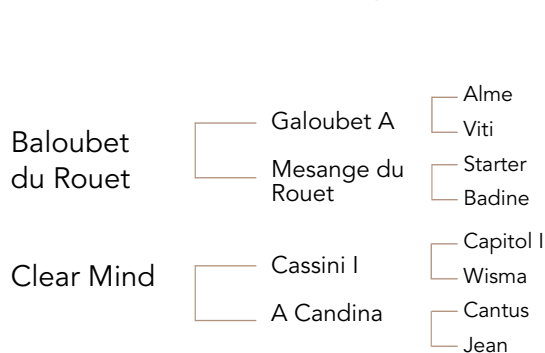 Baloubet
du Rouet
Galoubet A
Mesange du
Rouet
Alme
Viti
Starter
Badine
Clear Mind
Cassini I
A Candina
Capitol I
Wisma
Cantus
Jean